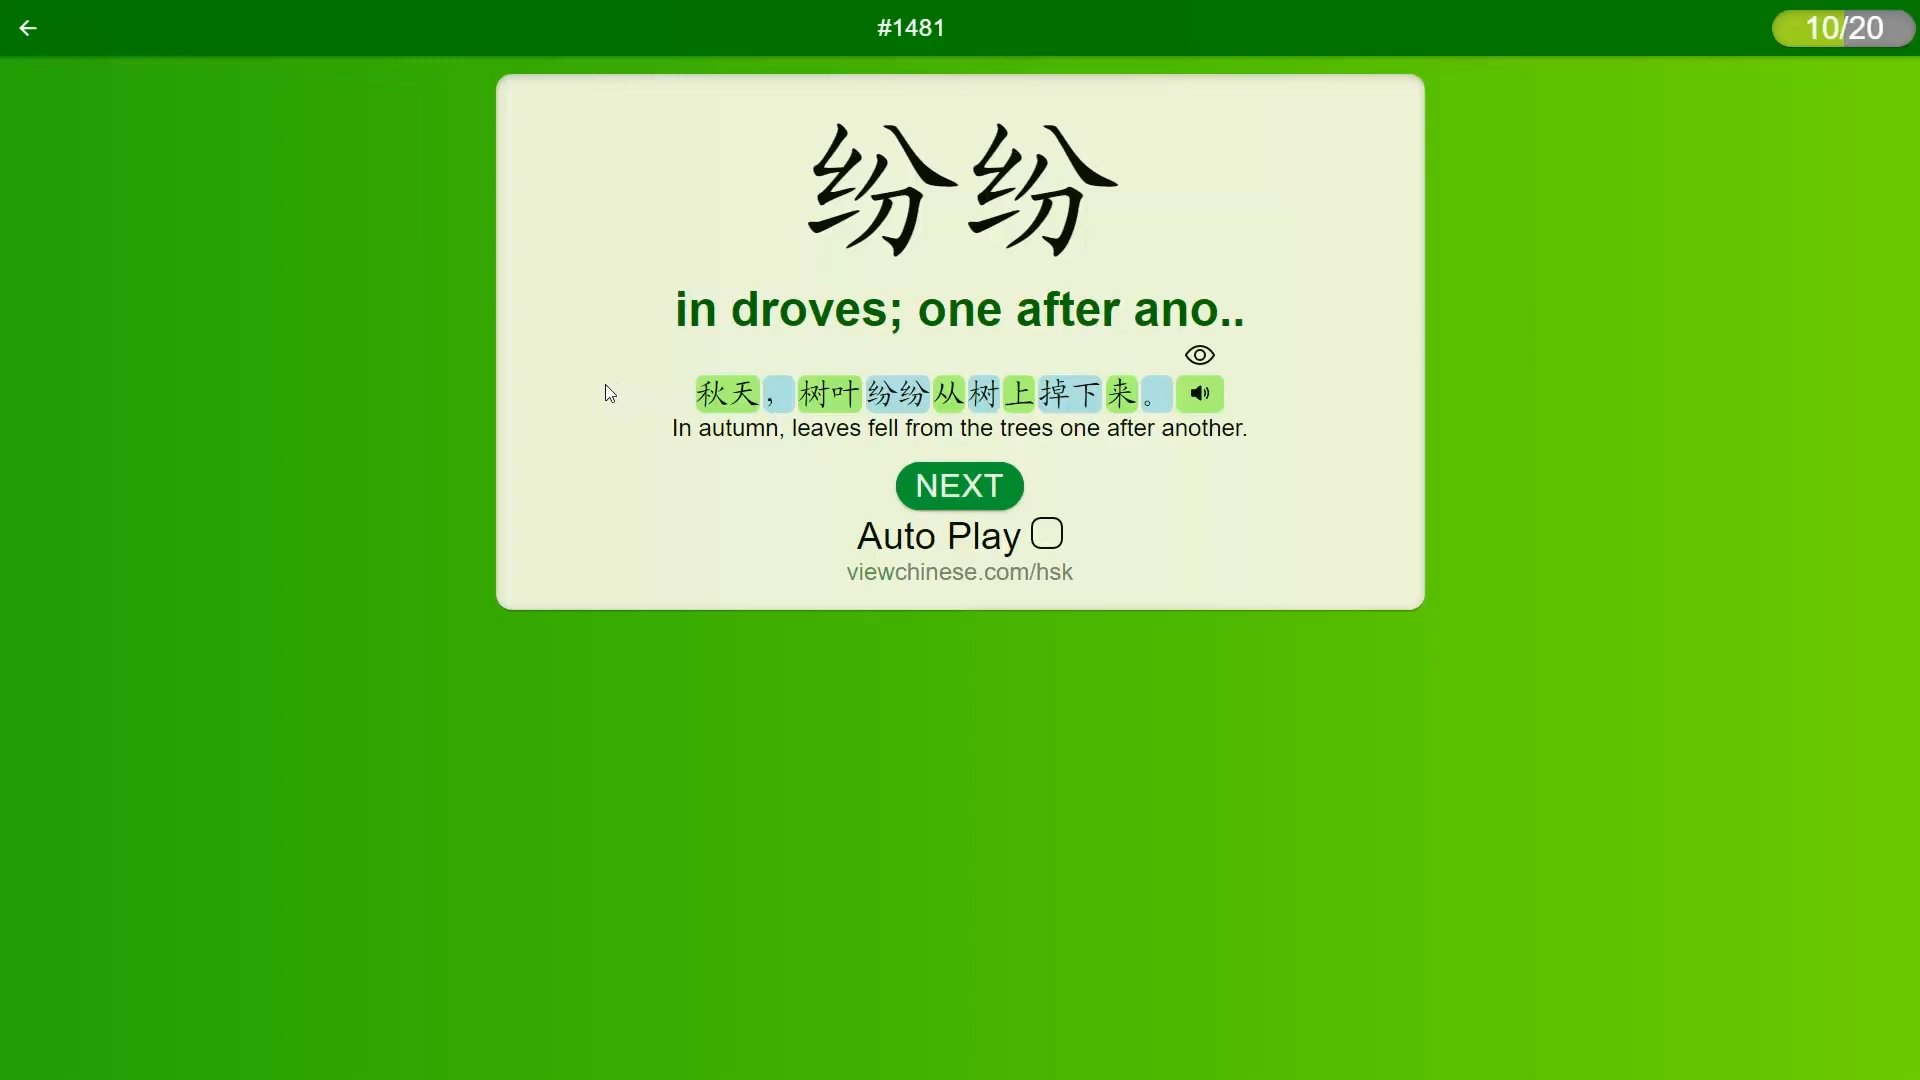 #1481
10/20
纷纷
in droves; one after ano..
秋天，树叶纷纷从树上掉下来。
In autumn, leaves fell from the trees one after another.
NEXT
Auto Play
viewchinese.com/hsk